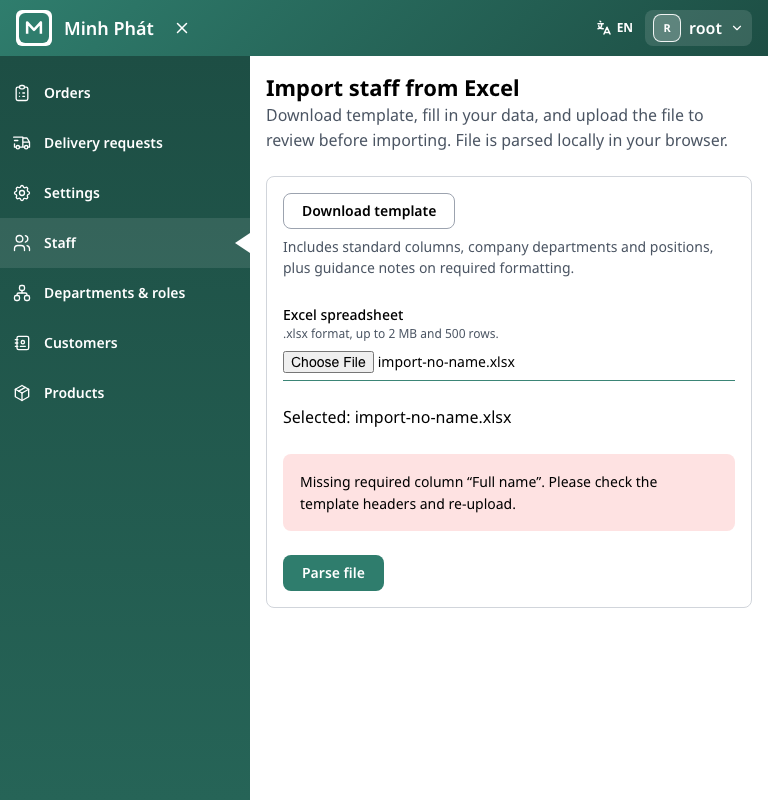 Minh Phát
EN
R
root
Orders
Delivery requests
Settings
Staff
Departments & roles
Customers
Products
Import staff from Excel
Download template, fill in your data, and upload the file to
review before importing. File is parsed locally in your browser.
Download template
Includes standard columns, company departments and positions,
plus guidance notes on required formatting.
Excel spreadsheet
.xlsx format, up to 2 MB and 500 rows.
Choose File import-no-name.xlsx
Selected: import-no-name.xlsx
Missing required column “Full name”. Please check the
template headers and re-upload.
Parse file